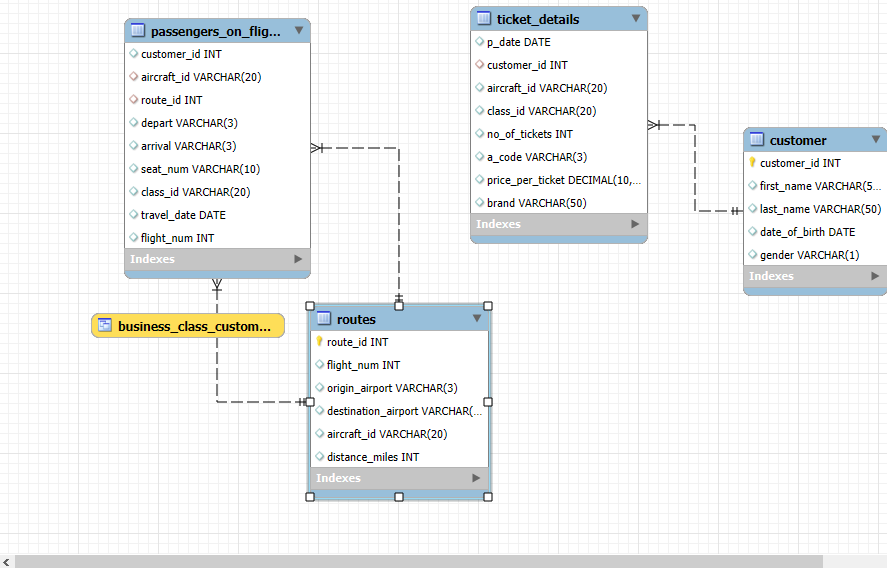 passengers_on_flig...
customer_id INT
aircraft_id VARCHAR(20)
route_id INT
depart VARCHAR(3)
arrival VARCHAR(3)
seat_num VARCHAR(10)
class_id VARCHAR(20)
travel_date DATE
flight_num INT
Indexes
ticket_details
p_date DATE
customer_id INT
aircraft_id VARCHAR(20)
class_id VARCHAR(20)
no_of_tickets INT
a_code VARCHAR(3)
price_per_ticket DECIMAL(10,...
brand VARCHAR(50)
Indexes
customer
customer_id INT
first_name VARCHAR(5...
last_name VARCHAR(50)
date_of_birth DATE
gender VARCHAR(1)
Indexes
business_class_custom...
routes
route_id INT
flight_num INT
origin_airport VARCHAR(3)
destination_airport VARCHAR(...
aircraft_id VARCHAR(20)
distance_miles INT
Indexes